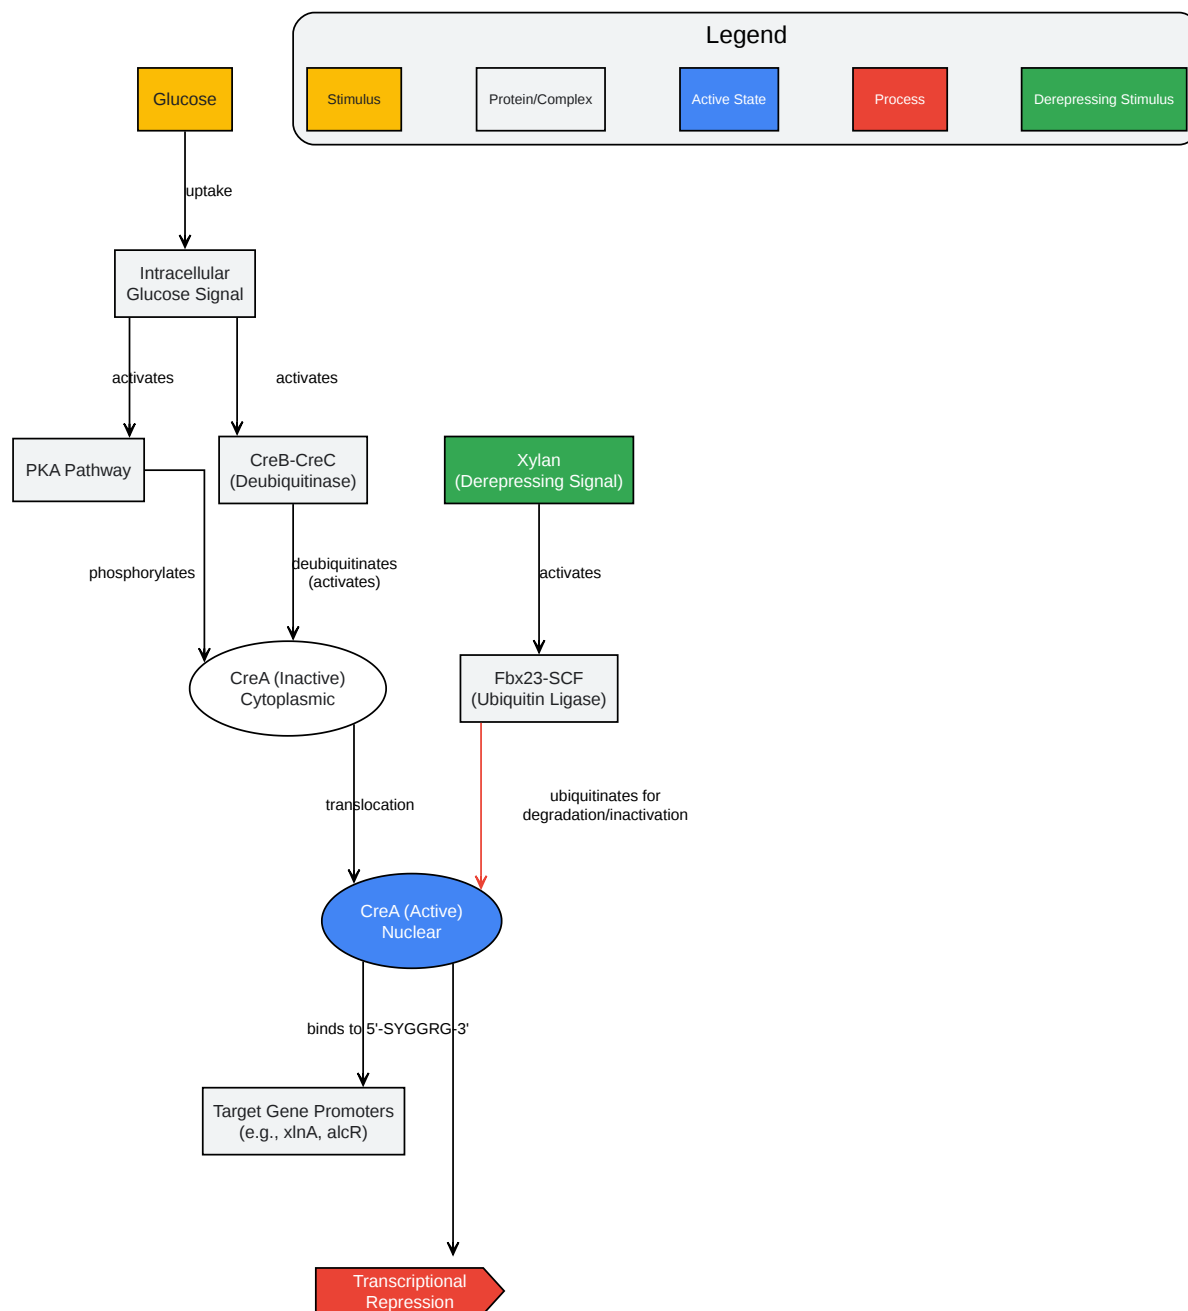 Legend
Glucose
Stimulus
Protein/Complex
Active State
Process
Derepressing Stimulus
uptake
Intracellular
Glucose Signal
activates
activates
PKA Pathway
CreB-CreC
(Deubiquitinase)
Xylan
(Derepressing Signal)
phosphorylates
deubiquitinates
(activates)
activates
CreA (Inactive)
Cytoplasmic
Fbx23-SCF
(Ubiquitin Ligase)
translocation
ubiquitinates for
degradation/inactivation
CreA (Active)
Nuclear
binds to 5'-SYGGRG-3'
Target Gene Promoters
(e.g., xlnA, alcR)
Transcriptional
Repression